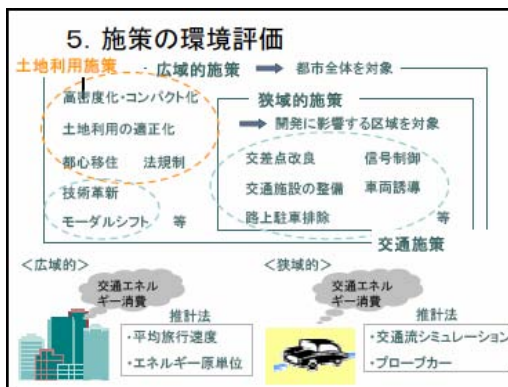 5. 施策の環境評価
土地利用施策
広域的施策 → 都市全体を対象
高密度化・コンパクト化
土地利用の適正化
都心移住 法規制
技術革新
モーダルシフト 等
狭域的施策
→ 開発に影響する区域を対象
交差点改良 信号制御
交通施設の整備 車両誘導
路上駐車排除 等
交通施策
＜広域的＞
交通エネル
ギー消費
推計法
・平均旅行速度
・エネルギー原単位
＜狭域的＞
交通エネル
ギー消費
推計法
・交通流シミュレーション
・プローブカー